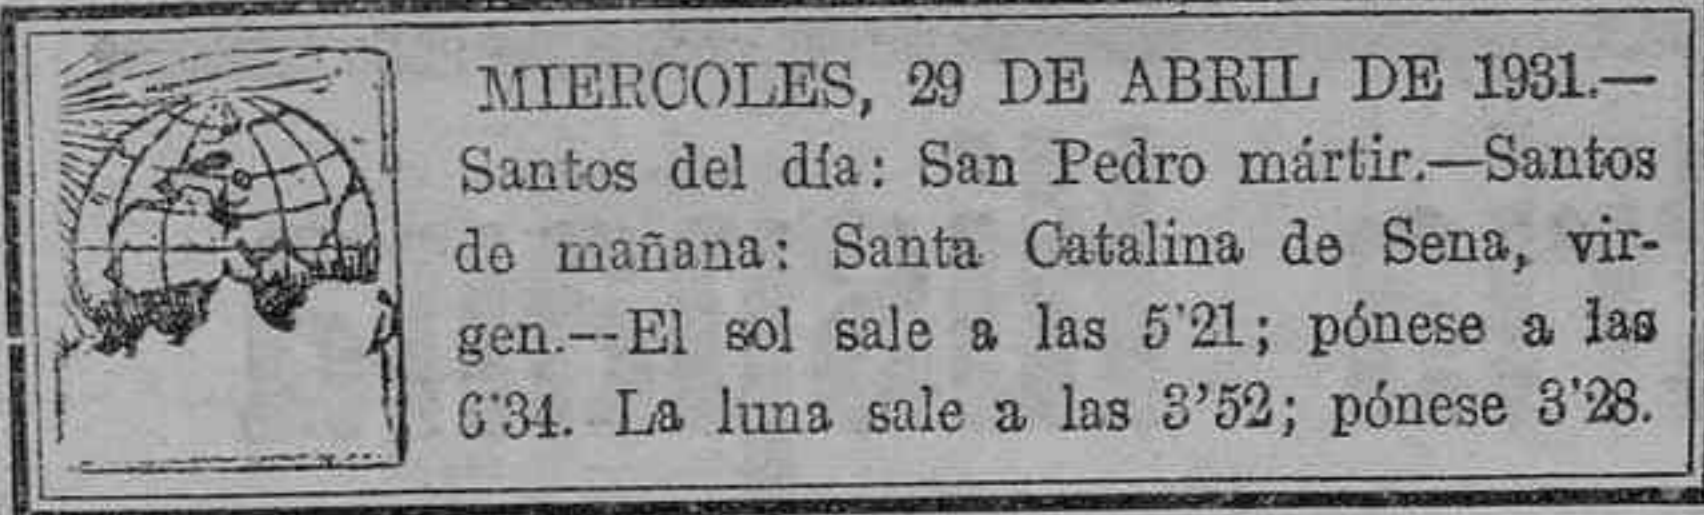 MIERCOLES, 29 DE ABRIL DE 1931.—
Santos del día: San Pedro mártir.—Santos
de mañana: Santa Catalina de Sena, vir-
gen.--El sol sale a las 5'21; pónese a las
6'34. La luna sale a las 3'52; pónese 3'28.